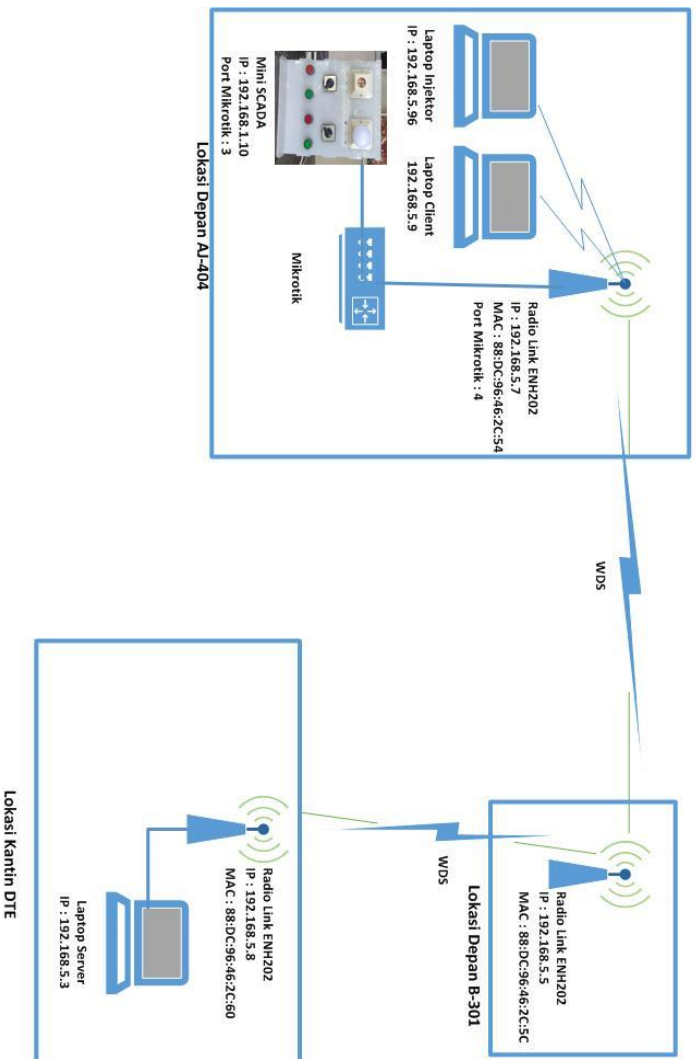 Laptop Injektor
IP : 192.168.5.96
Laptop Client
192.168.5.9
Radio Link ENH202
IP : 192.168.5.7
MAC : 88:DC:96:46:2C:54
Port Mikrotik : 4
Mini SCADA
IP : 192.168.1.10
Port Mikrotik : 3
Mikrotik
Lokasi Depan AJ-404
WDS
Radio Link ENH202
IP : 192.168.5.5
MAC : 88:DC:96:46:2C:5C
Lokasi Depan B-301
WDS
Radio Link ENH202
IP : 192.168.5.8
MAC : 88:DC:96:46:2C:60
Laptop Server
IP : 192.168.5.3
Lokasi Kantin DTE